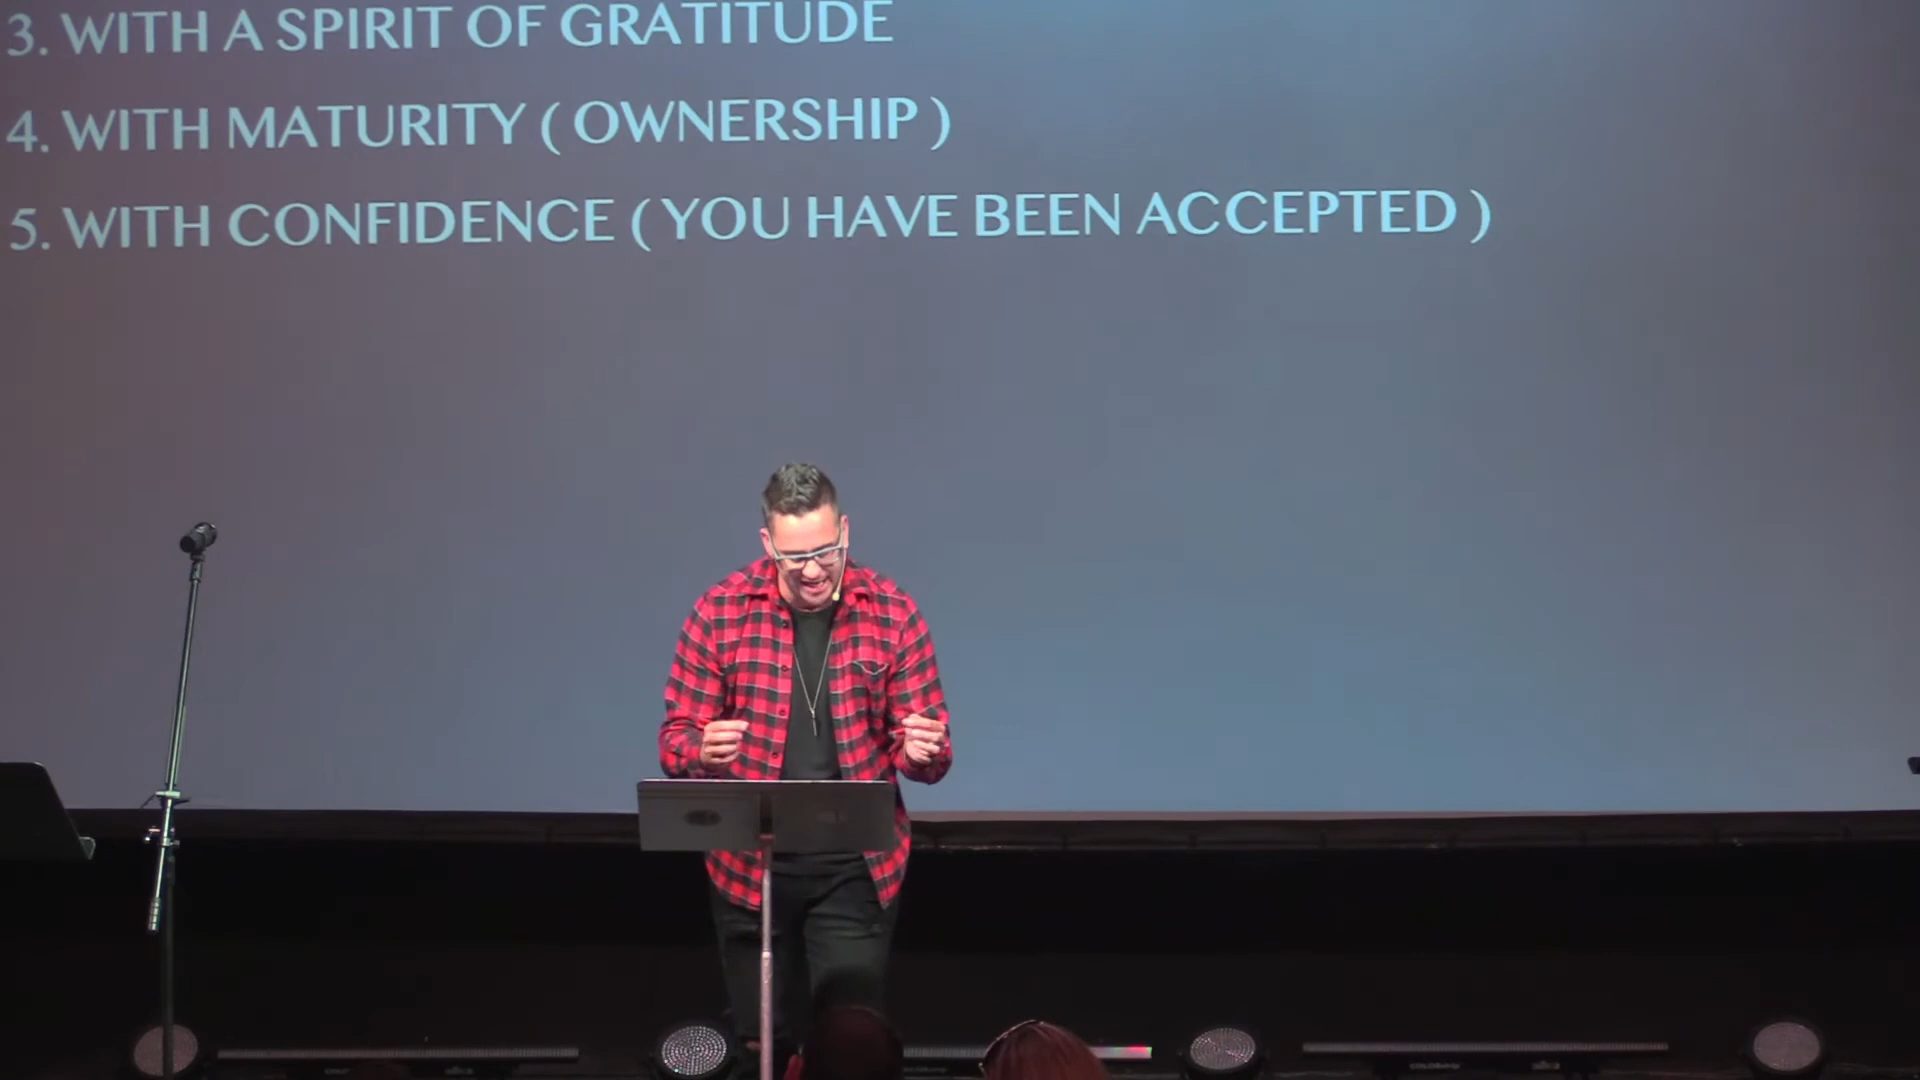 3. WITH A SPIRIT OF GRATITUDE
4. WITH MATURITY ( OWNERSHIP )
5. WITH CONFIDENCE ( YOU HAVE BEEN ACCEPTED )